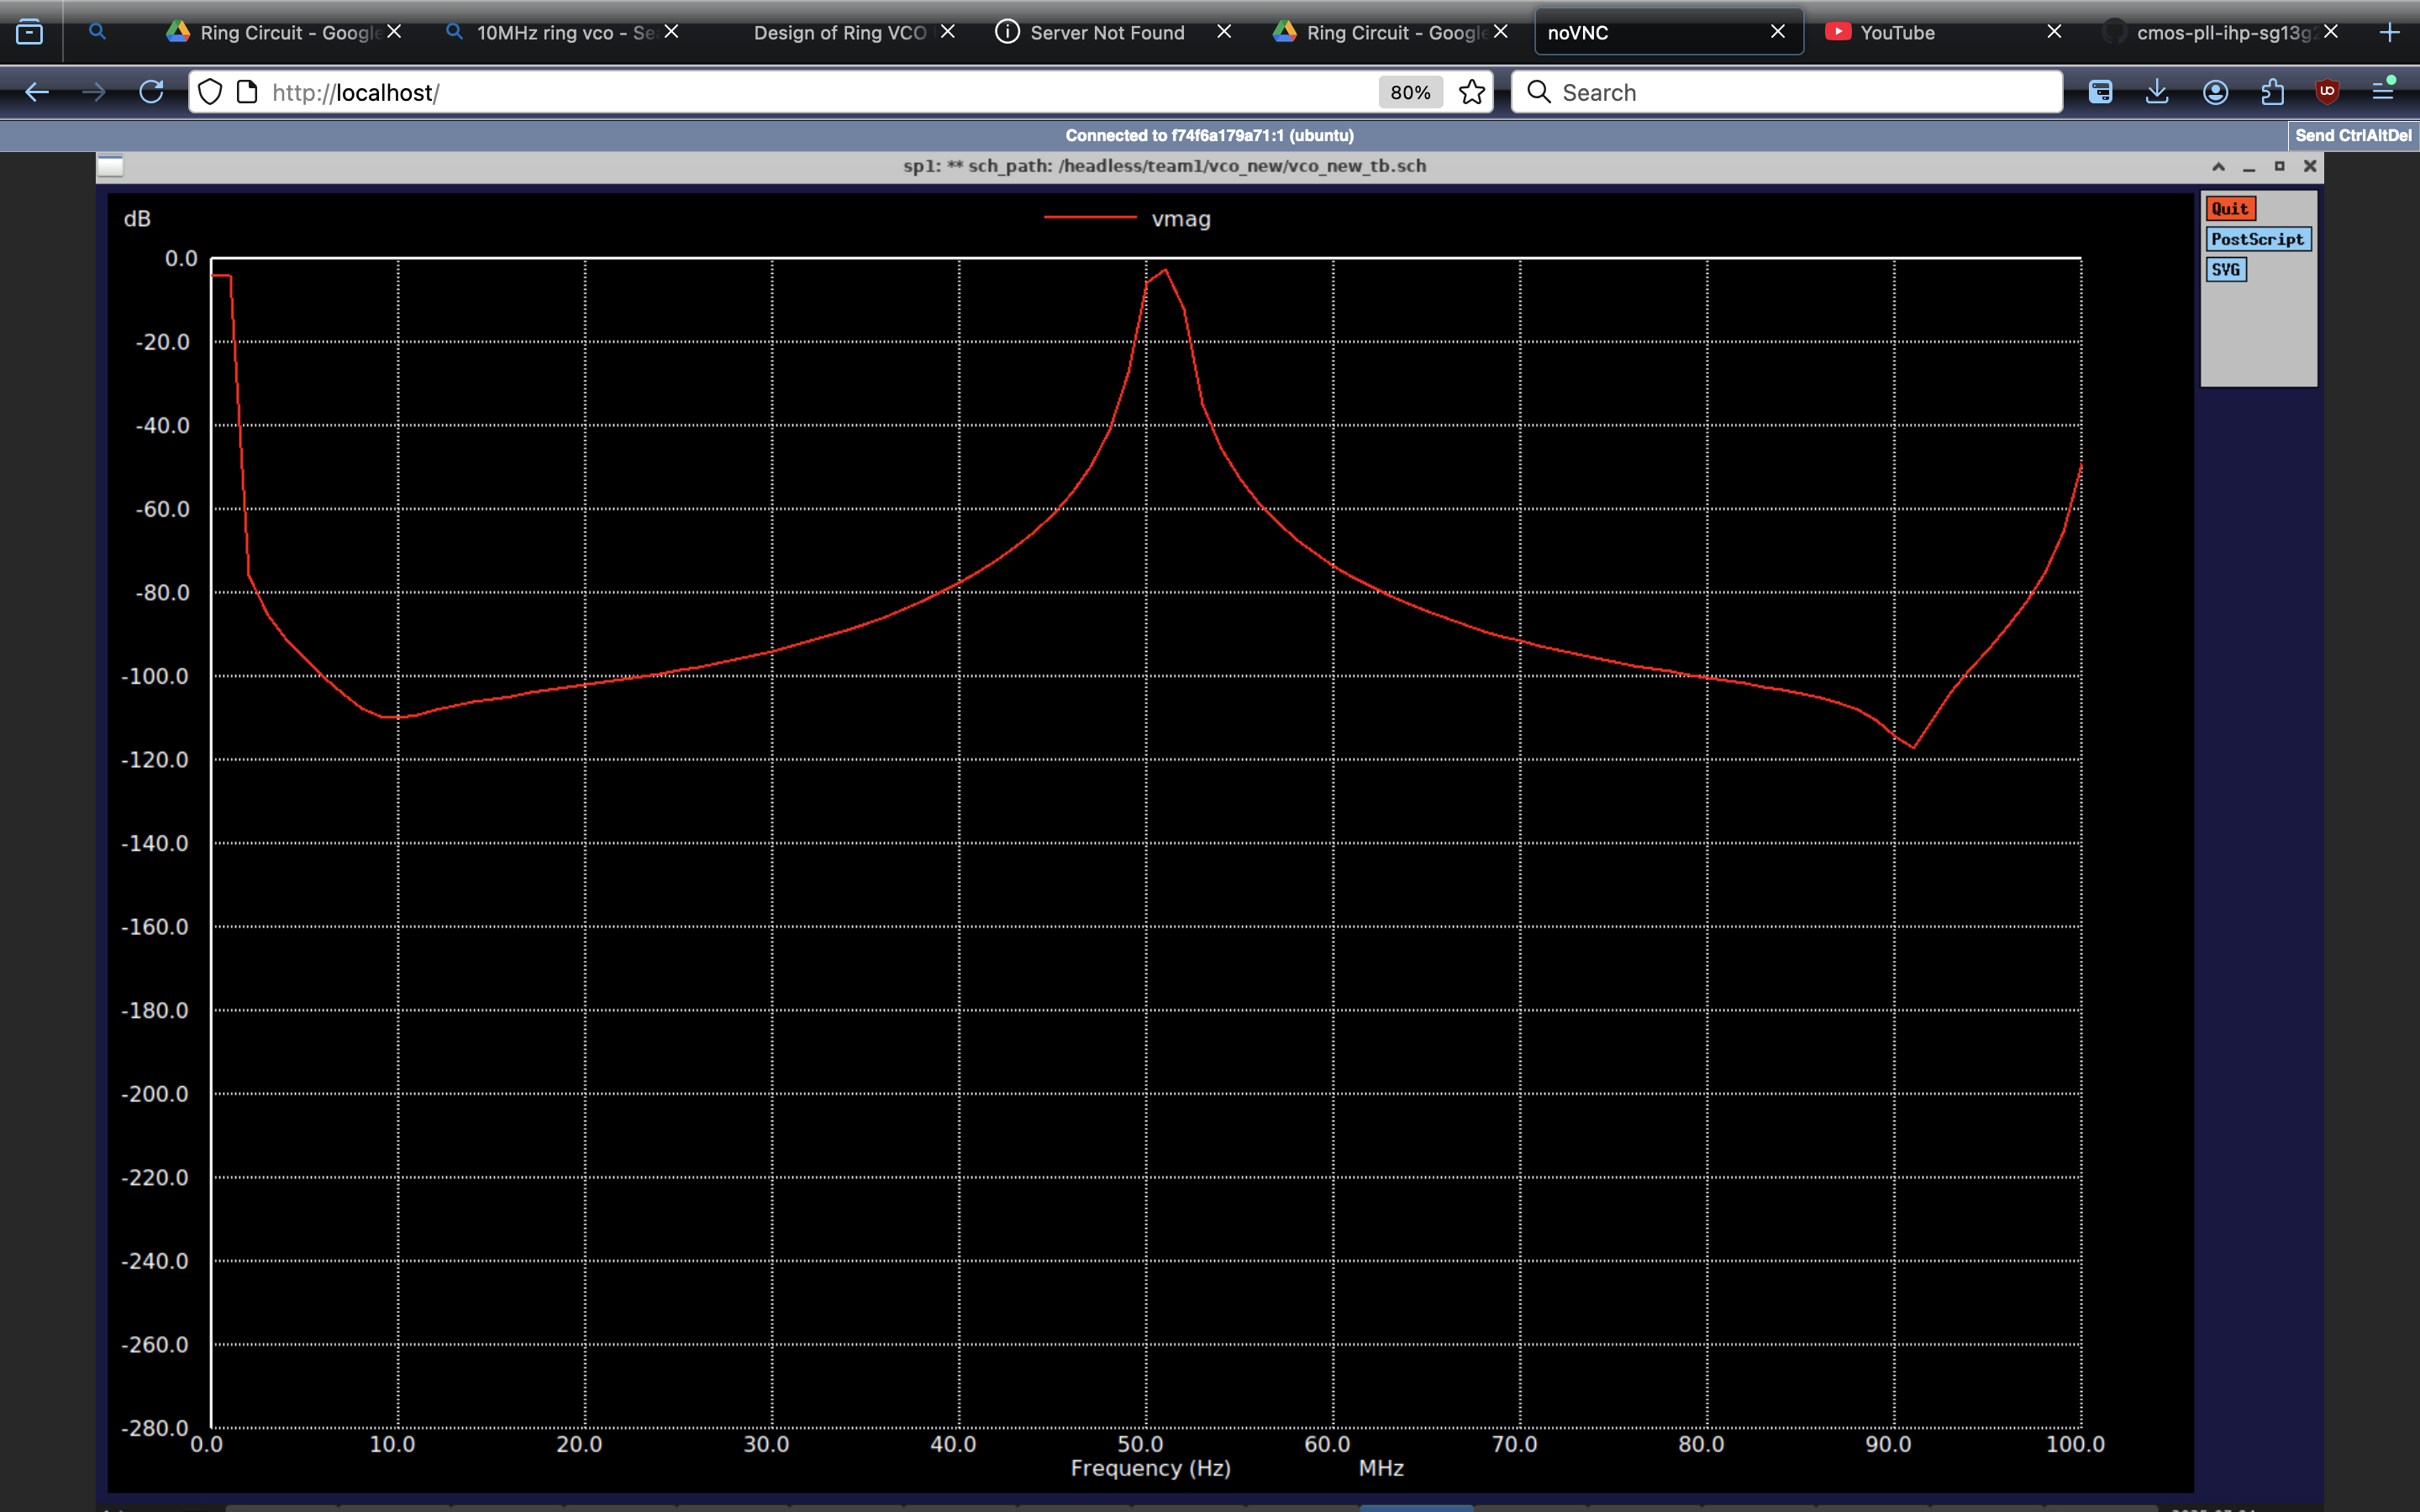 Ring Circuit - Google
10MHz ring vco - Se
Design of Ring VCO
Server Not Found
Ring Circuit - Google
noVNC
YouTube
cmos-pll-ihp-sg13g2
http://localhost/
80%
Search
Connected to f74f6a179a71:1 (ubuntu)
Send CtrlAltDel
sp1: ** sch_path: /headless/team1/vco_new/vco_new_tb.sch
Quit
PostScript
SVG
dB
vmag
0.0
-20.0
-40.0
-60.0
-80.0
-100.0
-120.0
-140.0
-160.0
-180.0
-200.0
-220.0
-240.0
-260.0
-280.0
0.0 10.0 20.0 30.0 40.0 50.0 60.0 70.0 80.0 90.0 100.0
Frequency (Hz) MHz